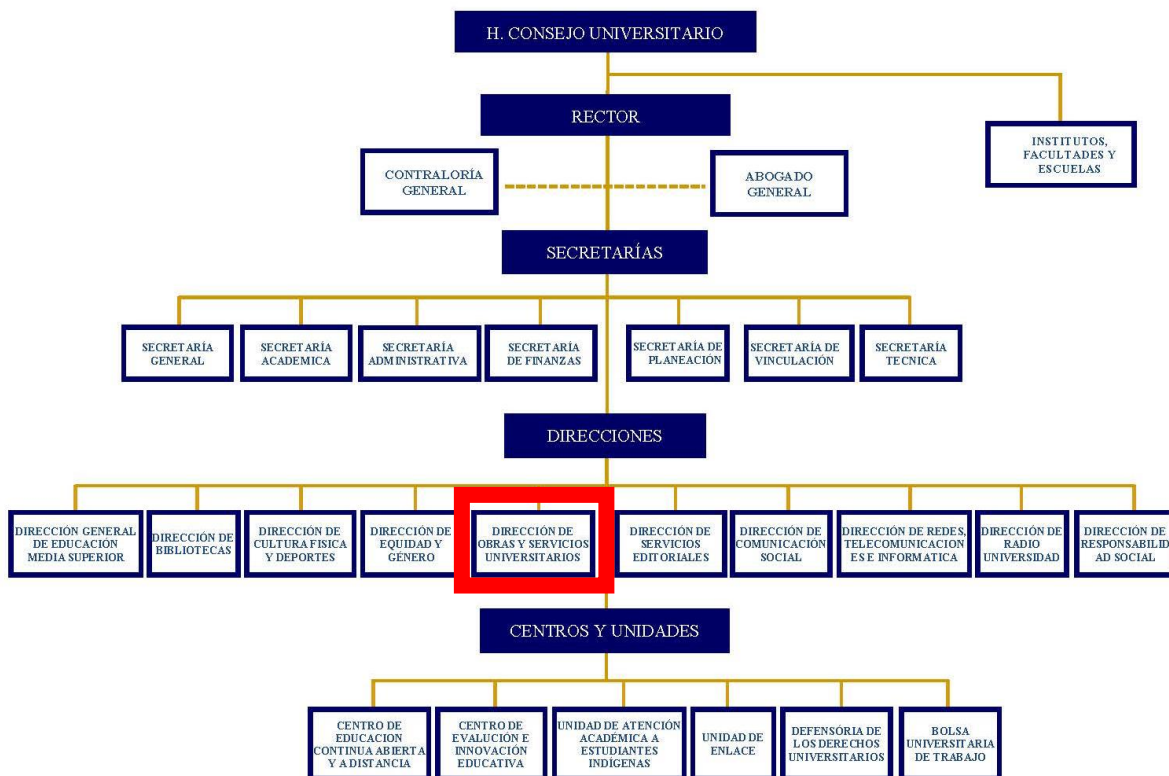 H. CONSEJO UNIVERSITARIO
RECTOR
INSTITUTOS,
FACULTADES Y
ESCUELAS
CONTRALORÍA
GENERAL
ABOGADO
GENERAL
SECRETARÍAS
SECRETARÍA
GENERAL
SECRETARÍA
ACADEMICA
SECRETARÍA
ADMINISTRATIVA
SECRETARÍA
DE FINANZAS
SECRETARÍA DE
PLANEACIÓN
SECRETARÍA DE
VINCULACIÓN
SECRETARÍA
TECNICA
DIRECCIONES
DIRECCIÓN GENERAL
DE EDUCACIÓN
MEDIA SUPERIOR
DIRECCIÓN DE
BIBLIOTECAS
DIRECCIÓN DE
CULTURA FISICA
Y DEPORTES
DIRECCIÓN DE
EQUIDAD Y
GÉNERO
DIRECCIÓN DE
OBRAS Y SERVICIOS
UNIVERSITARIOS
DIRECCIÓN DE
SERVICIOS
EDITORIALES
DIRECCIÓN DE
COMUNICACIÓN
SOCIAL
DIRECCIÓN DE REDES,
TELECOMUNICACION
ES E INFORMATICA
DIRECCIÓN DE
RADIO
UNIVERSIDAD
DIRECCIÓN DE
RESPONSABILID
AD SOCIAL
CENTROS Y UNIDADES
CENTRO DE
EDUCACION
CONTINUA ABIERTA
Y A DISTANCIA
CENTRO DE
EVALUCIÓN E
INNOVACIÓN
EDUCATIVA
UNIDAD DE ATENCIÓN
ACADÉMICA A
ESTUDIANTES
INDÍGENAS
UNIDAD DE
ENLACE
DEFENSÓRIA DE
LOS DERECHOS
UNIVERSITARIOS
BOLSA
UNIVERSITARIA
DE TRABAJO